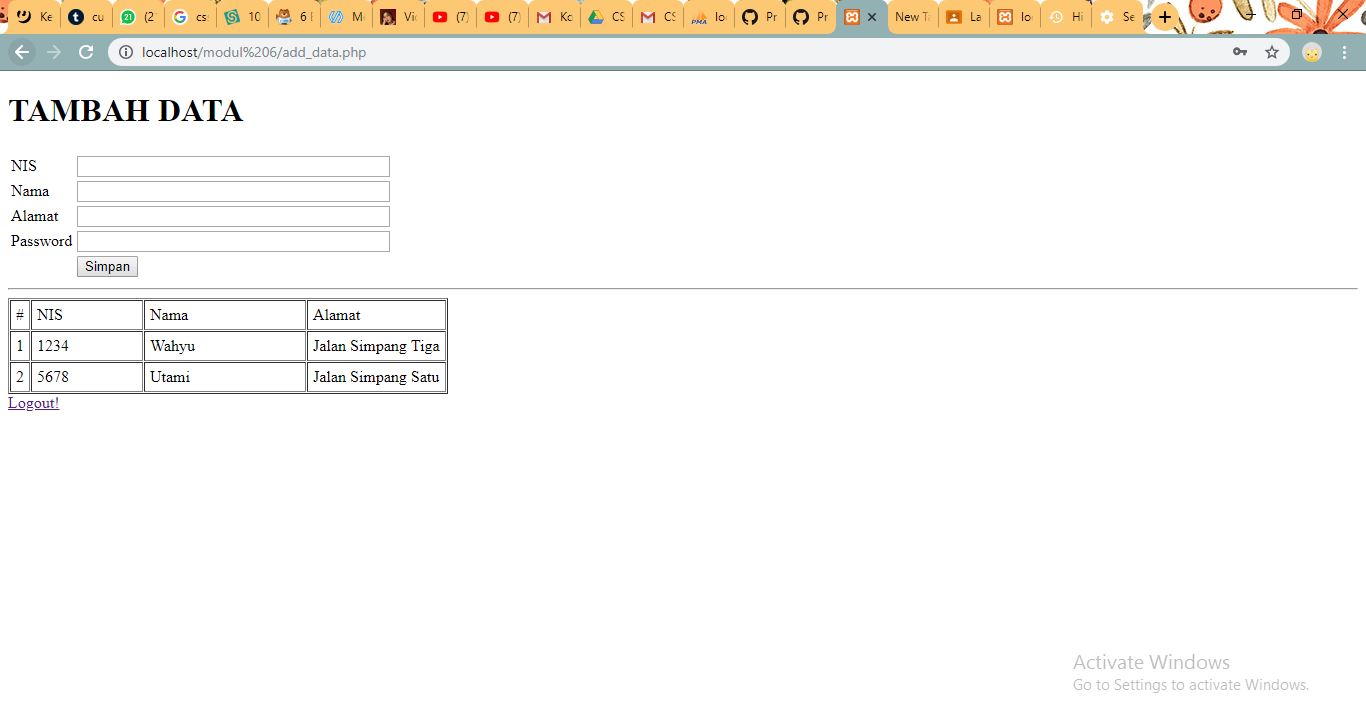 Ke cu (2 cs 10 6 M Vi (7) (7) Ko CS CS lo Pr Pr New Ta La lo Hi Se
localhost/modul%206/add_data.php
TAMBAH DATA
NIS
Nama
Alamat
Password
Simpan
# NIS Nama Alamat
1 1234 Wahyu Jalan Simpang Tiga
2 5678 Utami Jalan Simpang Satu
Logout!
Activate Windows
Go to Settings to activate Windows.